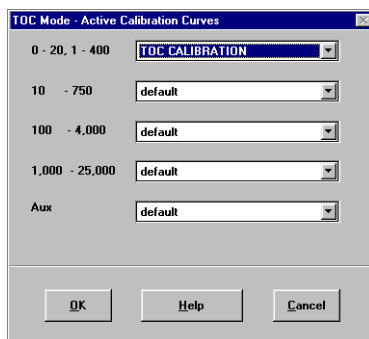 TOC Mode - Active Calibration Curves
0 - 20, 1 - 400 TOC CALIBRATION
10 - 750 default
100 - 4,000 default
1,000 - 25,000 default
Aux default
OK Help Cancel